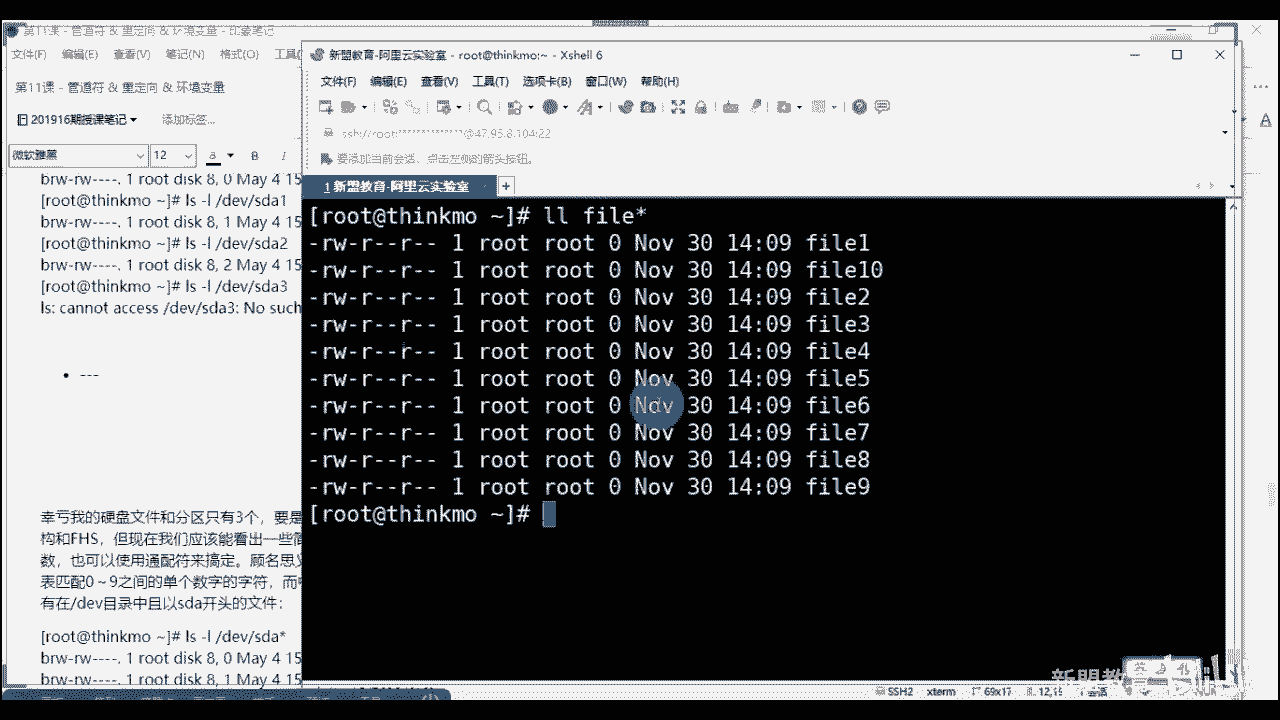 第11课 - 管道符 & 重定向 & 环境变量 - 印象笔记
文件(F) 编辑(E) 查看(V) 笔记(N) 格式(O) 工具(
第11课 - 管道符 & 重定向 & 环境变量
201916期授课笔记 添加标签...
微软雅黑 12 a B I
brw-rw----. 1 root disk 8, 0 May 4 15
[root@thinkmo ~]# ls -l /dev/sda1
brw-rw----. 1 root disk 8, 1 May 4 15
[root@thinkmo ~]# ls -l /dev/sda2
brw-rw----. 1 root disk 8, 2 May 4 15
[root@thinkmo ~]# ls -l /dev/sda3
ls: cannot access /dev/sda3: No such
---
幸亏我的硬盘文件和分区只有3个，要是
构和FHS，但现在我们应该能看出一些简
数，也可以使用通配符来搞定。顾名思义
表匹配0～9之间的单个数字的字符，而
有在/dev目录中且以sda开头的文件：
[root@thinkmo ~]# ls -l /dev/sda*
brw-rw----. 1 root disk 8, 0 May 4 15
brw-rw----. 1 root disk 8, 1 May 4 15
新盟教育-阿里云实验室 - root@thinkmo:~ - Xshell 6
文件(F) 编辑(E) 查看(V) 工具(T) 选项卡(B) 窗口(W) 帮助(H)
ssh://root:***************@47.95.8.104:22
要添加当前会话，点击左侧的箭头按钮。
1 新盟教育-阿里云实验室
[root@thinkmo ~]# ll file*
-rw-r--r-- 1 root root 0 Nov 30 14:09 file1
-rw-r--r-- 1 root root 0 Nov 30 14:09 file10
-rw-r--r-- 1 root root 0 Nov 30 14:09 file2
-rw-r--r-- 1 root root 0 Nov 30 14:09 file3
-rw-r--r-- 1 root root 0 Nov 30 14:09 file4
-rw-r--r-- 1 root root 0 Nov 30 14:09 file5
-rw-r--r-- 1 root root 0 Nov 30 14:09 file6
-rw-r--r-- 1 root root 0 Nov 30 14:09 file7
-rw-r--r-- 1 root root 0 Nov 30 14:09 file8
-rw-r--r-- 1 root root 0 Nov 30 14:09 file9
[root@thinkmo ~]#
新盟教育
SSH2 xterm 69x17